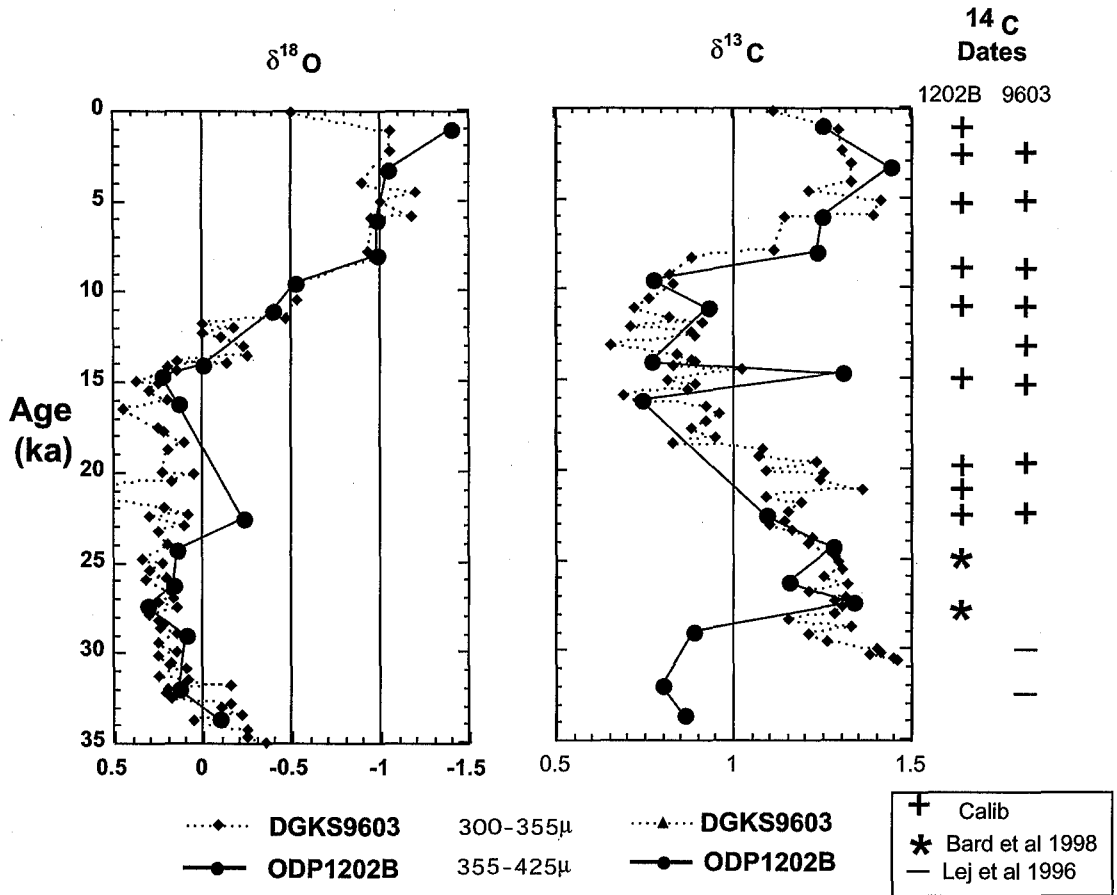 δ18O
δ13C
14C
Dates
1202B 9603
0
5
10
15
20
25
30
35
Age
(ka)
0.5 0 -0.5 -1 -1.5
0.5 1 1.5
DGKS9603 300-355μ DGKS9603
ODP1202B 355-425μ ODP1202B
+ Calib
* Bard et al 1998
— Lej et al 1996